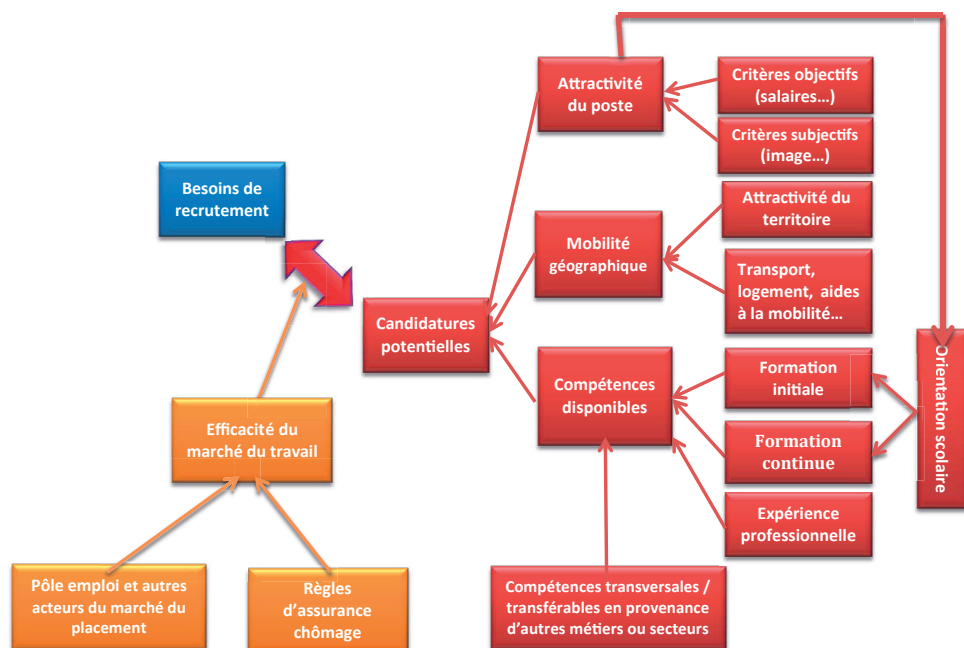 Attractivité
du poste
Critères objectifs
(salaires…)
Critères subjectifs
(image…)
Besoins de
recrutement
Attractivité du
territoire
Mobilité
géographique
Transport,
logement, aides
à la mobilité…
Candidatures
potentielles
Orientation scolaire
Formation
initiale
Compétences
disponibles
Efficacité du
marché du travail
Formation
continue
Expérience
professionnelle
Pôle emploi et autres
acteurs du marché du
placement
Règles
d’assurance
chômage
Compétences transversales /
transférables en provenance
d’autres métiers ou secteurs